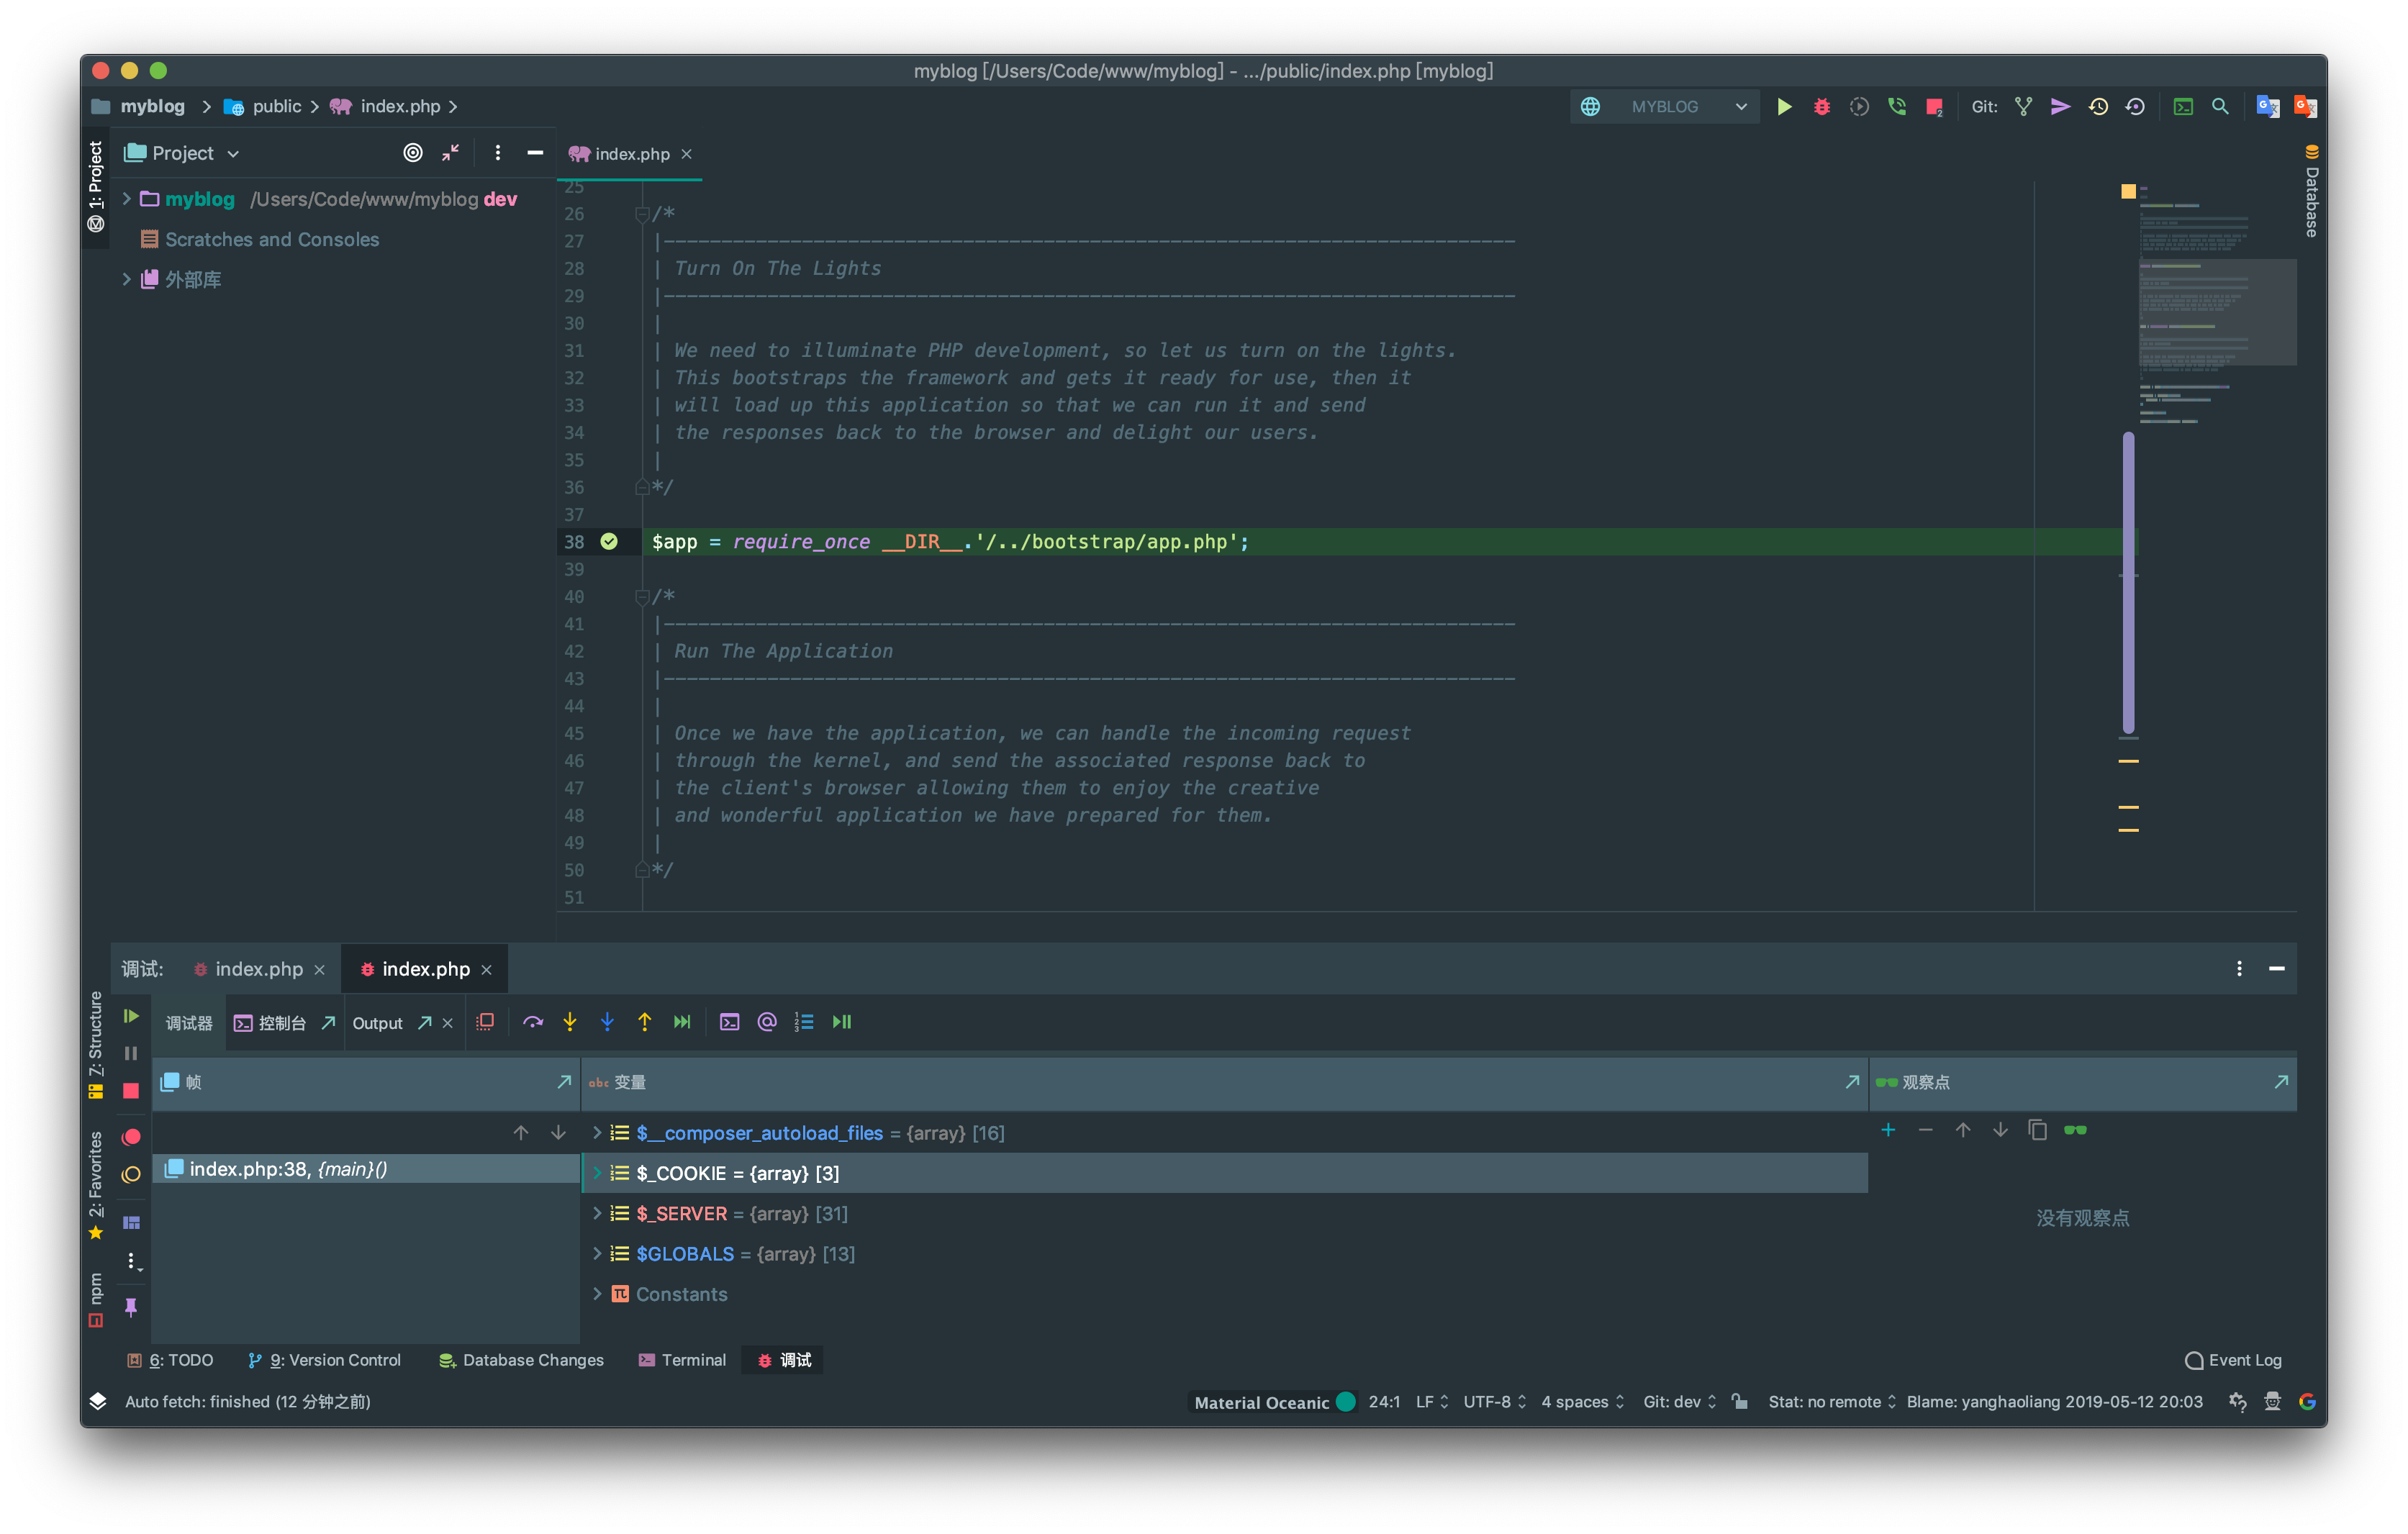 myblog [/Users/Code/www/myblog] - .../public/index.php [myblog]
myblog public index.php
MYBLOG
Git:
1: Project
Project
index.php
Database
myblog /Users/Code/www/myblog dev
Scratches and Consoles
外部库
25
26 /*
27 |--------------------------------------------------------------------------
28 | Turn On The Lights
29 |--------------------------------------------------------------------------
30 |
31 | We need to illuminate PHP development, so let us turn on the lights.
32 | This bootstraps the framework and gets it ready for use, then it
33 | will load up this application so that we can run it and send
34 | the responses back to the browser and delight our users.
35 |
36 */
37
38 $app = require_once __DIR__.'/../bootstrap/app.php';
39
40 /*
41 |--------------------------------------------------------------------------
42 | Run The Application
43 |--------------------------------------------------------------------------
44 |
45 | Once we have the application, we can handle the incoming request
46 | through the kernel, and send the associated response back to
47 | the client's browser allowing them to enjoy the creative
48 | and wonderful application we have prepared for them.
49 |
50 */
51
调试: index.php index.php
7: Structure
2: Favorites
npm
调试器 控制台 Output
帧
变量
观察点
index.php:38, {main}()
$__composer_autoload_files = {array} [16]
$_COOKIE = {array} [3]
$_SERVER = {array} [31]
$GLOBALS = {array} [13]
Constants
没有观察点
6: TODO 9: Version Control Database Changes Terminal 调试 Event Log
Auto fetch: finished (12 分钟之前) Material Oceanic 24:1 LF UTF-8 4 spaces Git: dev Stat: no remote Blame: yanghaoliang 2019-05-12 20:03